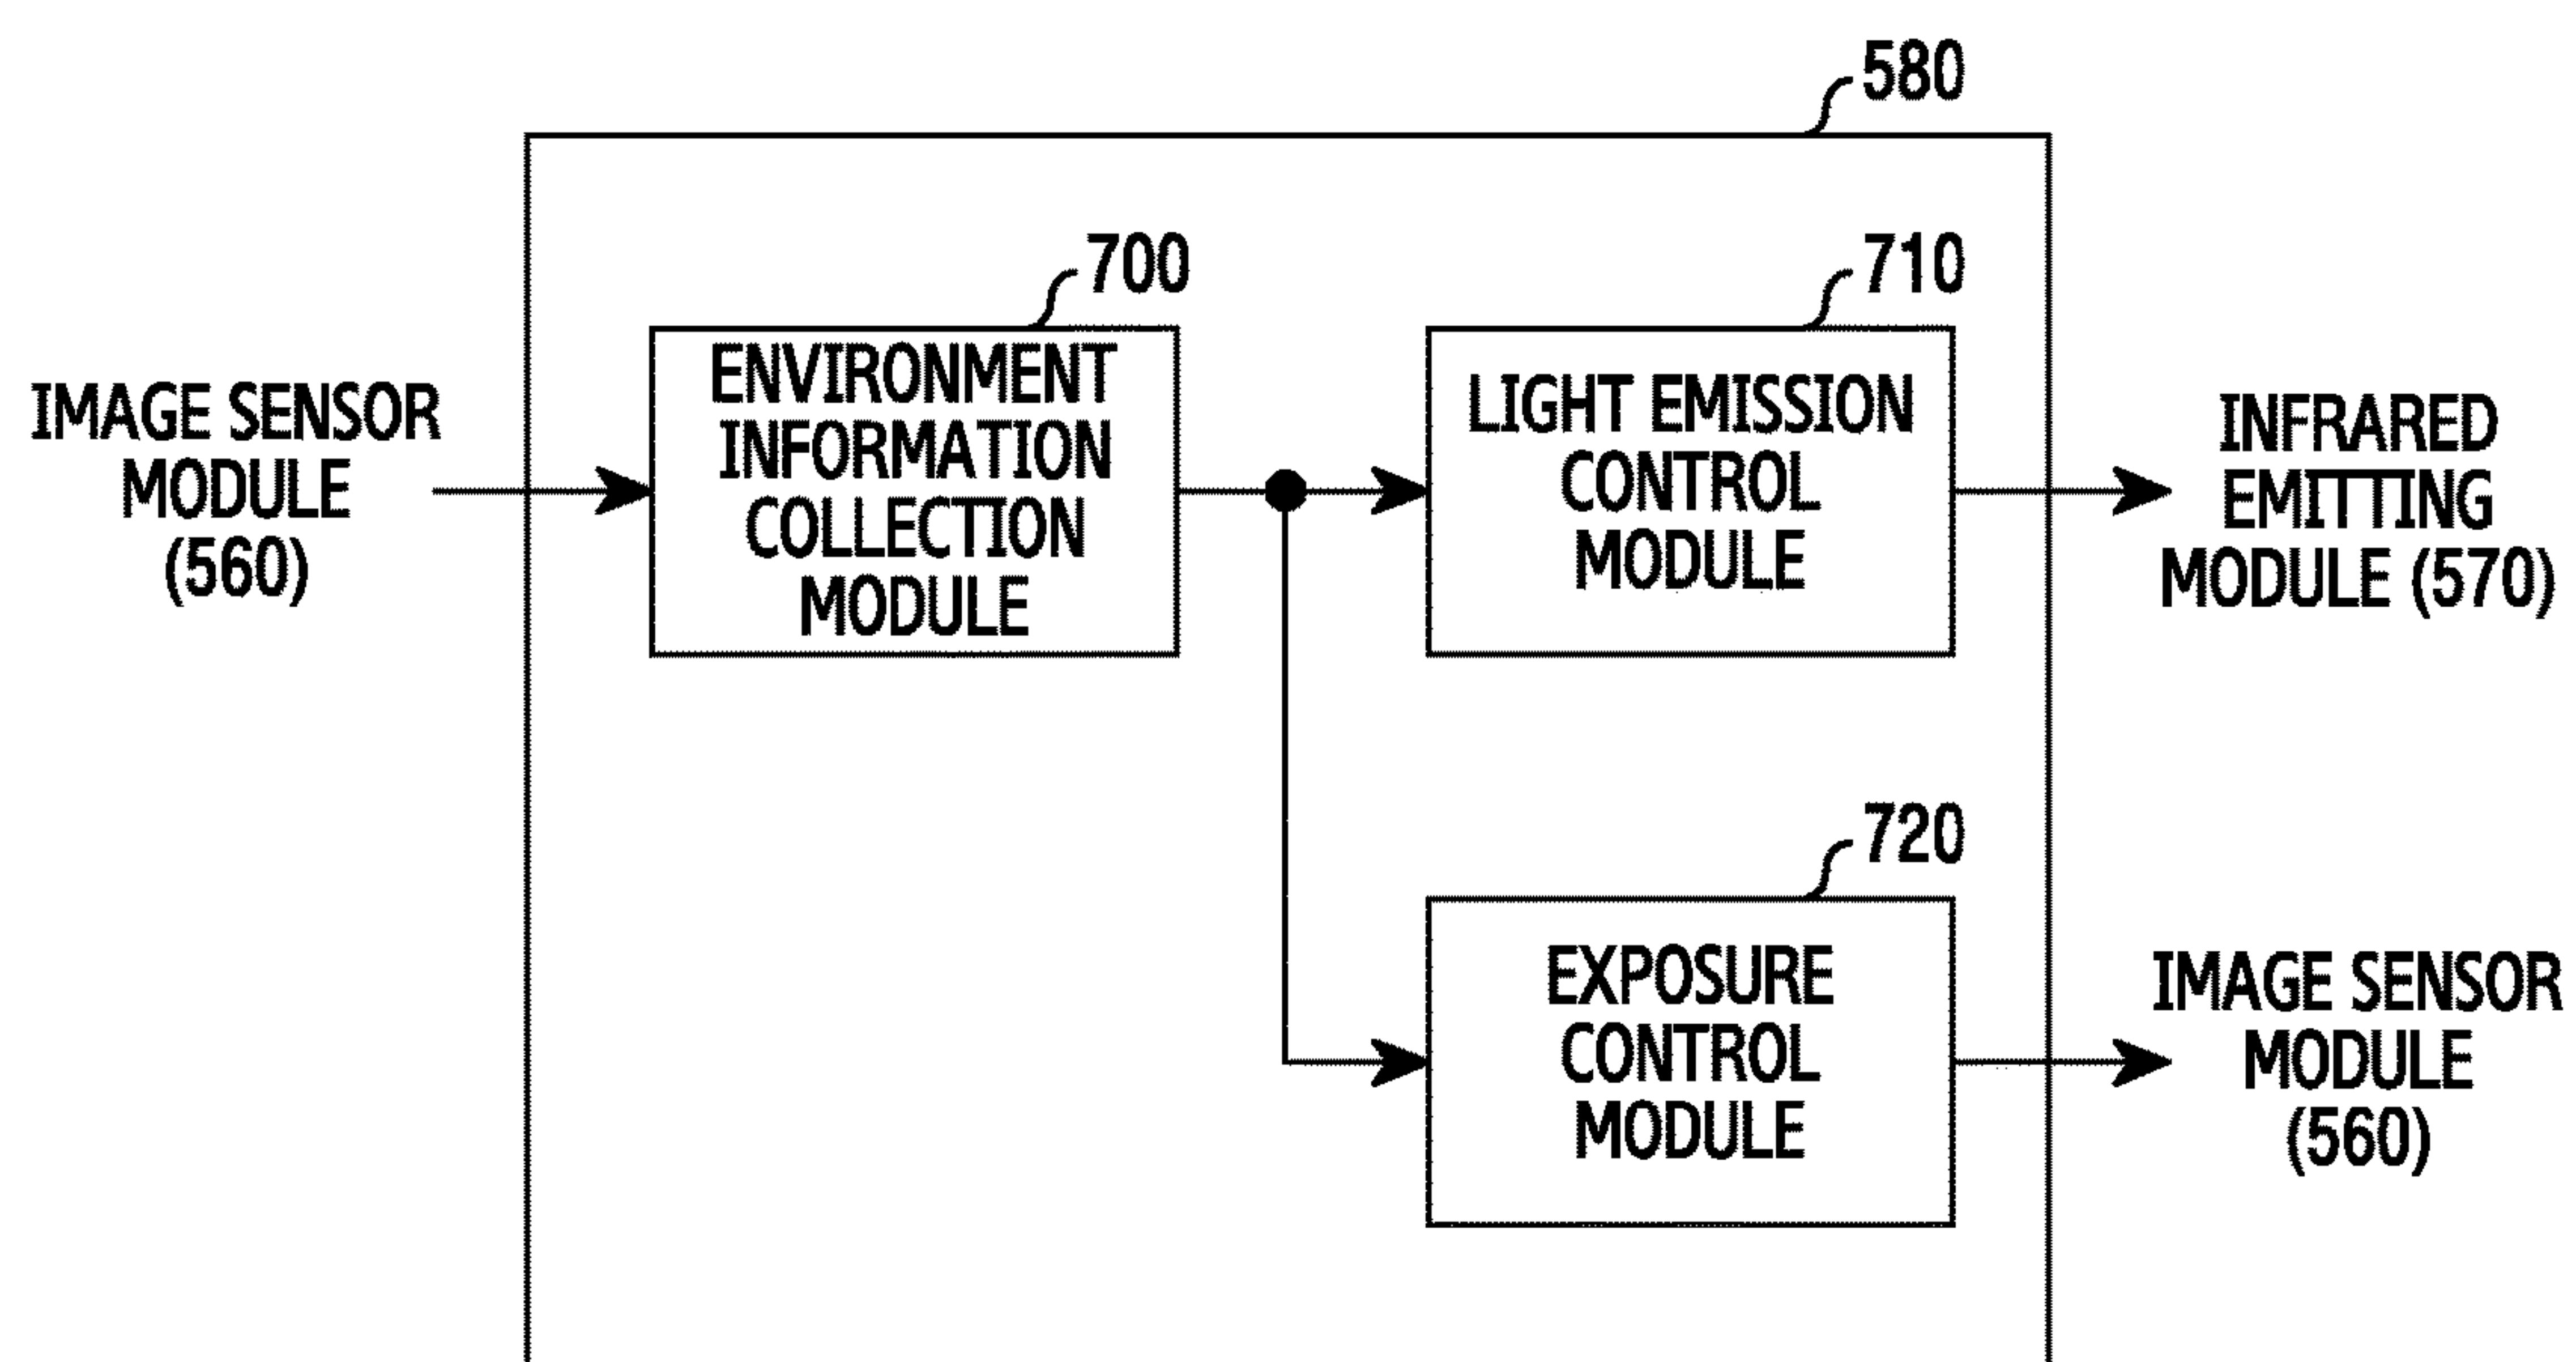 580
700
710
IMAGE SENSOR
MODULE
(560)
ENVIRONMENT
INFORMATION
COLLECTION
MODULE
LIGHT EMISSION
CONTROL
MODULE
INFRARED
EMITTING
MODULE (570)
720
EXPOSURE
CONTROL
MODULE
IMAGE SENSOR
MODULE
(560)